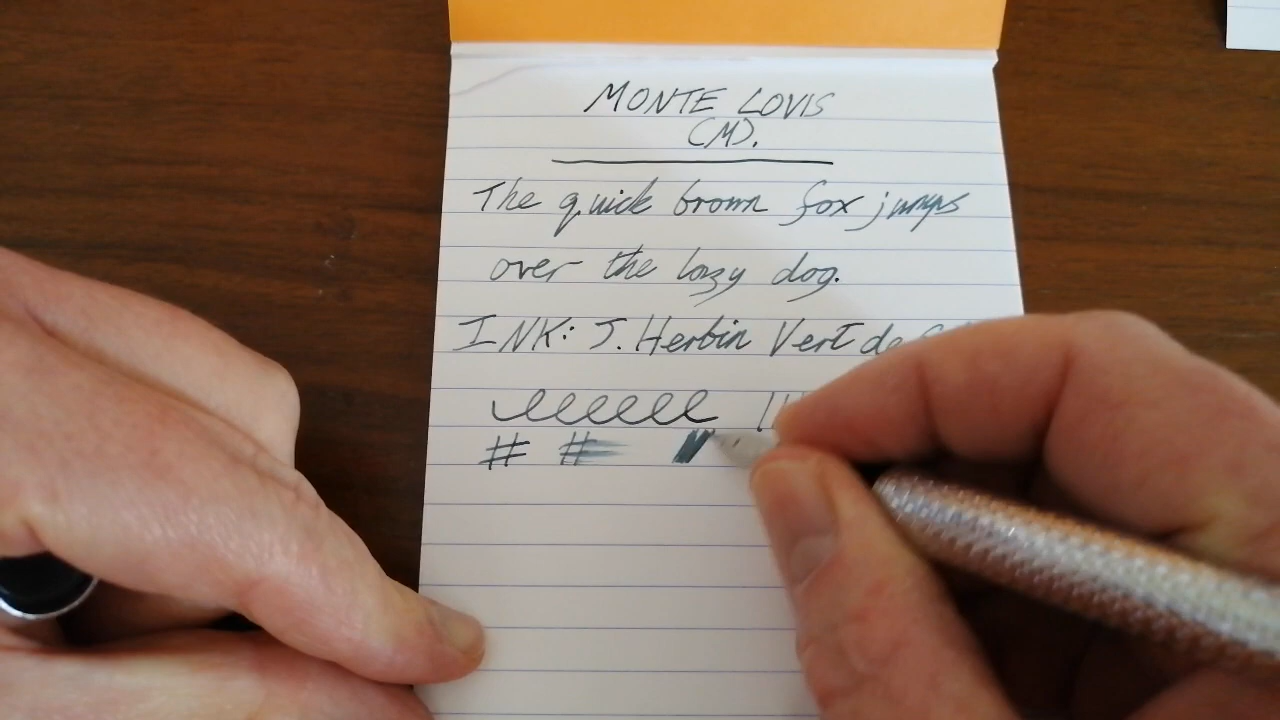 MONTE LOVIS
(M).
The quick brown fox jumps
over the lazy dog.
INK: J. Herbin Vert de
# #